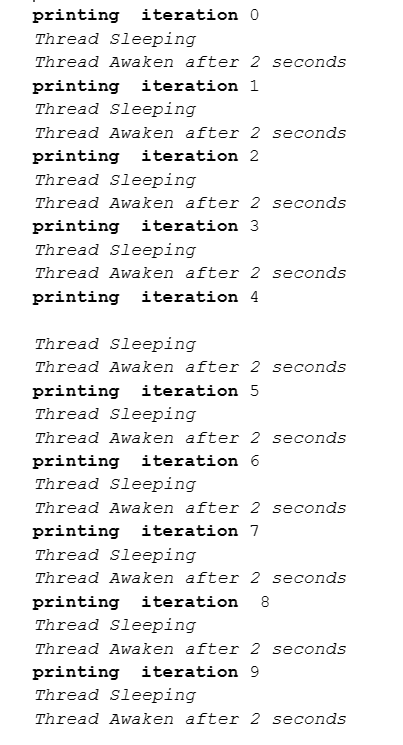 printing  iteration 0
Thread Sleeping
Thread Awaken after 2 seconds
printing  iteration 1
Thread Sleeping
Thread Awaken after 2 seconds
printing  iteration 2
Thread Sleeping
Thread Awaken after 2 seconds
printing  iteration 3
Thread Sleeping
Thread Awaken after 2 seconds
printing  iteration 4
Thread Sleeping
Thread Awaken after 2 seconds
printing  iteration 5
Thread Sleeping
Thread Awaken after 2 seconds
printing  iteration 6
Thread Sleeping
Thread Awaken after 2 seconds
printing  iteration 7
Thread Sleeping
Thread Awaken after 2 seconds
printing  iteration  8
Thread Sleeping
Thread Awaken after 2 seconds
printing  iteration 9
Thread Sleeping
Thread Awaken after 2 seconds